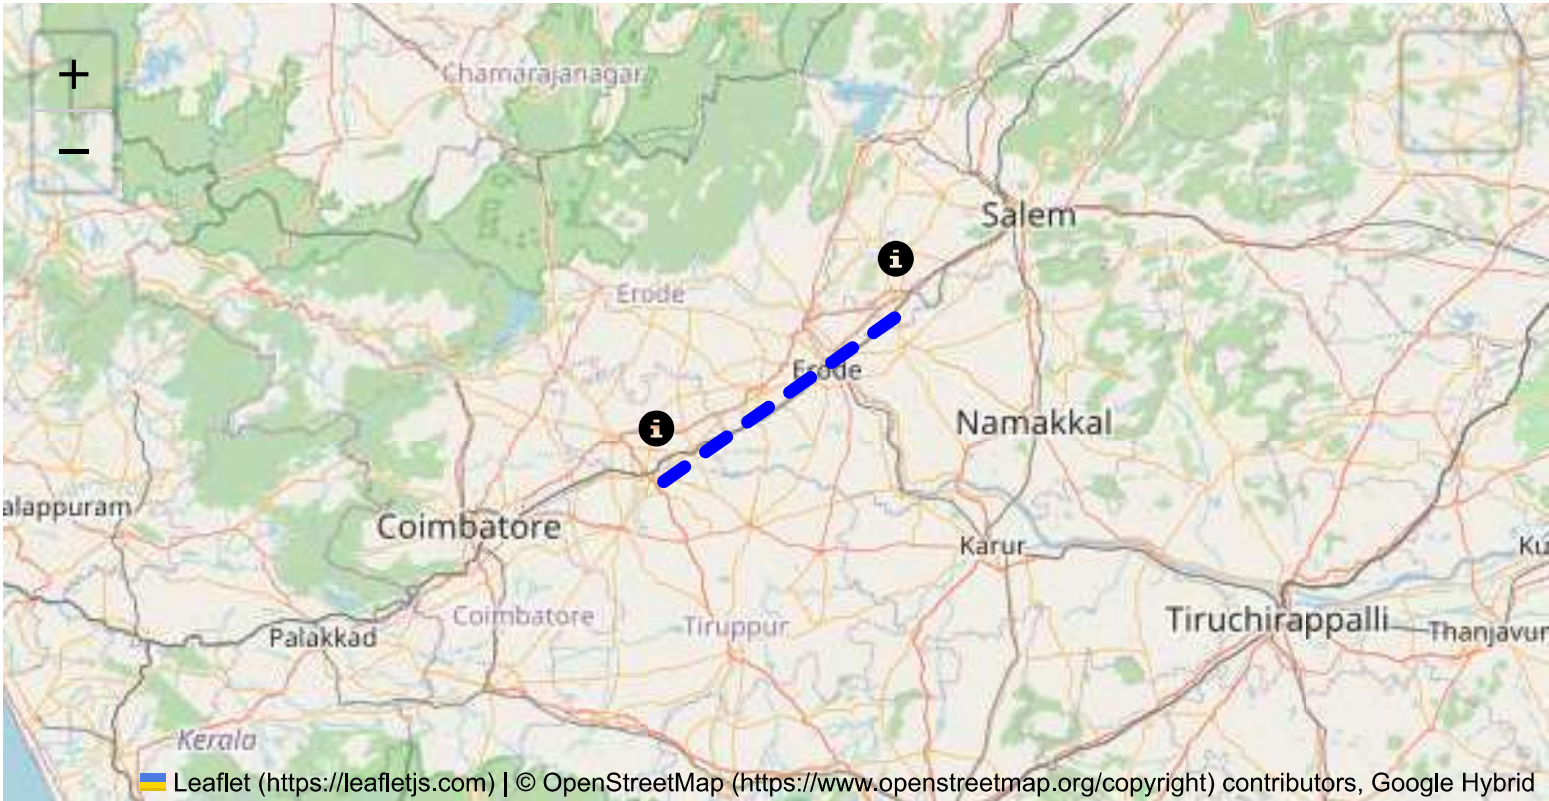 +
−
Chamarajanagar
Salem
i
Erode
Erode
i
Namakkal
alappuram
Coimbatore
Karur
Ku
Coimbatore
Tiruppur
Tiruchirappalli
Thanjavur
Palakkad
Kerala
Leaflet (https://leafletjs.com) | © OpenStreetMap (https://www.openstreetmap.org/copyright) contributors, Google Hybrid